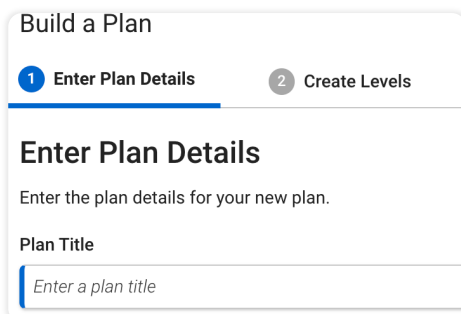 Build a Plan
1 Enter Plan Details 2 Create Levels
Enter Plan Details
Enter the plan details for your new plan.
Plan Title
Enter a plan title